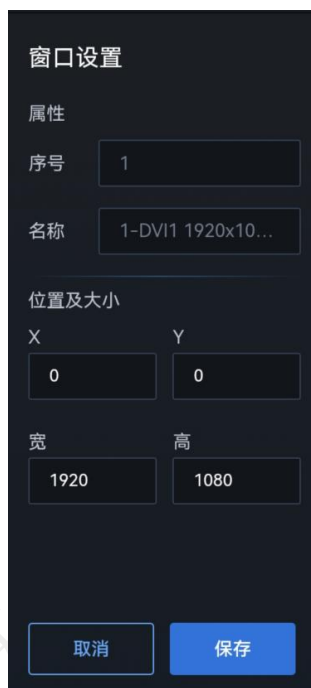 窗口设置
属性
序号 1
名称 1-DVI1 1920x10...
位置及大小
X Y
0 0
宽 高
1920 1080
取消 保存